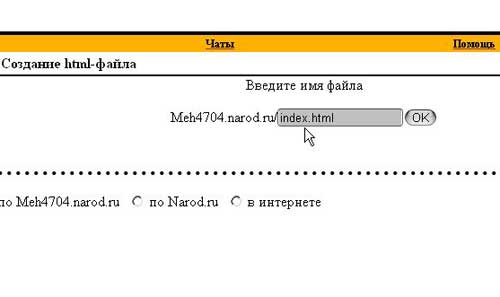 Чаты Помощь
Создание html-файла
Введите имя файла
Meh4704.narod.ru/ index.html OK
по Meh4704.narod.ru по Narod.ru в интернете